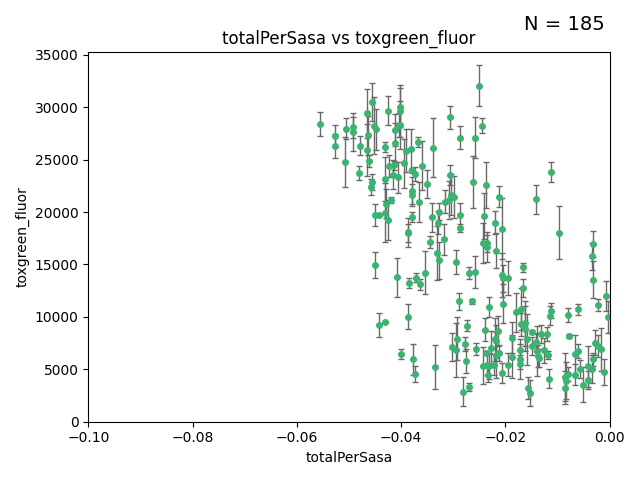 N = 185
totalPerSasa vs toxgreen_fluor
35000
30000
25000
20000
15000
10000
5000
0
toxgreen_fluor
−0.10 −0.08 −0.06 −0.04 −0.02 0.00
totalPerSasa